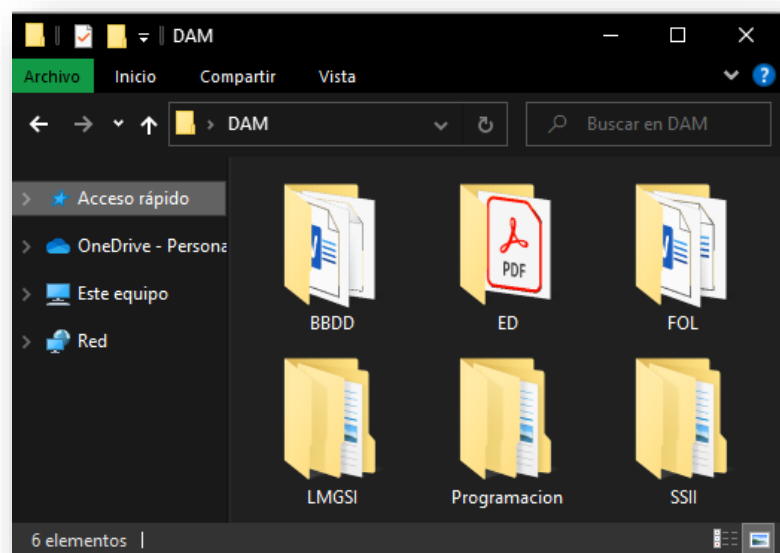 DAM
Archivo Inicio Compartir Vista
DAM Buscar en DAM
Acceso rápido
OneDrive - Persona
Este equipo
Red
BBDD ED FOL
PDF
LMGSI Programacion SSII
6 elementos